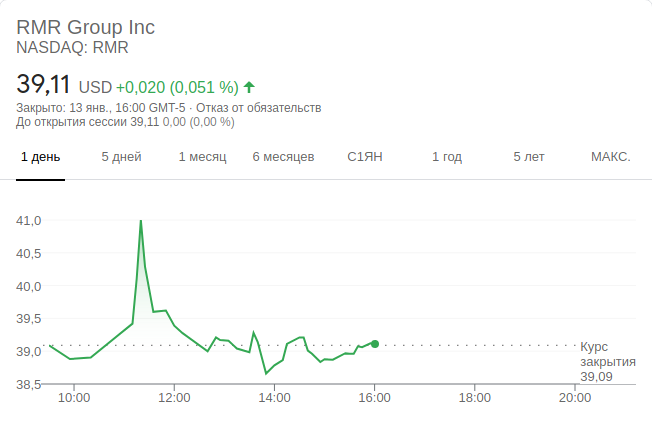 RMR Group Inc
NASDAQ: RMR
39,11 USD +0,020 (0,051 %)
Закрыто: 13 янв., 16:00 GMT-5 · Отказ от обязательств
До открытия сессии 39,11 0,00 (0,00 %)
1 день 5 дней 1 месяц 6 месяцев С1ЯН 1 год 5 лет МАКС.
41,0
40,5
40,0
39,5
39,0
38,5
Курс
закрытия
39,09
10:00 12:00 14:00 16:00 18:00 20:00